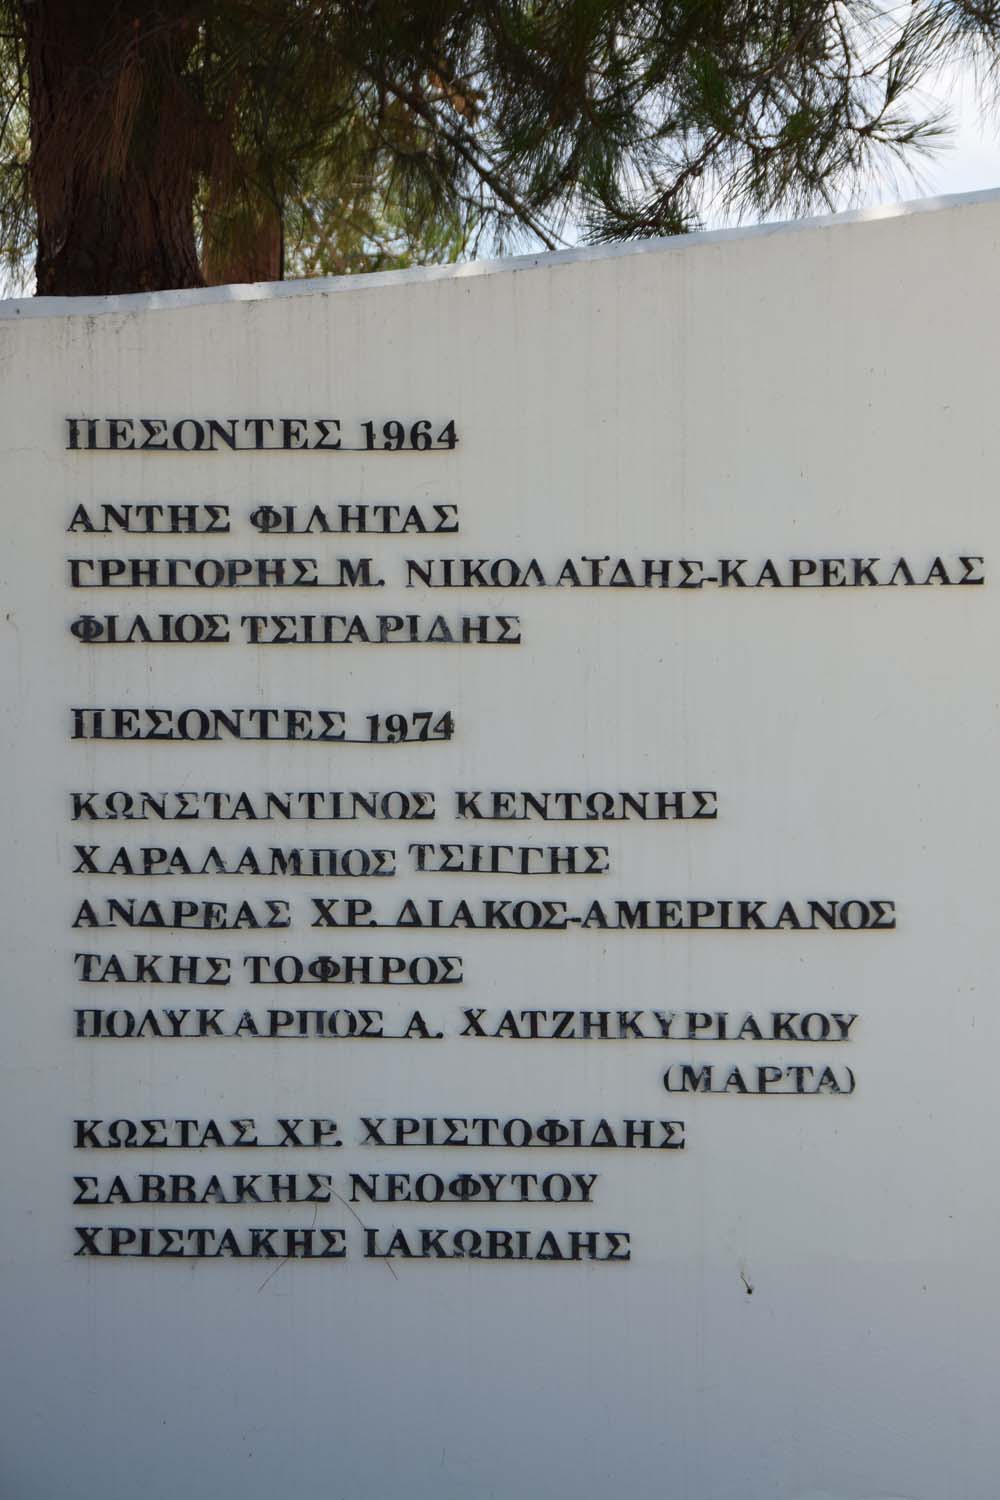 ΠΕΣΟΝΤΕΣ 1964
ΑΝΤΗΣ ΦΙΛΗΤΑΣ
ΓΡΗΓΟΡΗΣ Μ. ΝΙΚΟΛΑΪΔΗΣ-ΚΑΡΕΚΛΑΣ
ΦΙΛΙΟΣ ΤΣΙΓΑΡΙΔΗΣ
ΠΕΣΟΝΤΕΣ 1974
ΚΩΝΣΤΑΝΤΙΝΟΣ ΚΕΝΤΩΝΗΣ
ΧΑΡΑΛΑΜΠΟΣ ΤΣΙΓΓΗΣ
ΑΝΔΡΕΑΣ ΧΡ. ΔΙΑΚΟΣ-ΑΜΕΡΙΚΑΝΟΣ
ΤΑΚΗΣ ΤΟΦΗΡΟΣ
ΠΟΛΥΚΑΡΠΟΣ Α. ΧΑΤΖΗΚΥΡΙΑΚΟΥ
(ΜΑΡΤΑ)
ΚΩΣΤΑΣ ΧΡ. ΧΡΙΣΤΟΦΙΔΗΣ
ΣΑΒΒΑΚΗΣ ΝΕΟΦΥΤΟΥ
ΧΡΙΣΤΑΚΗΣ ΙΑΚΩΒΙΔΗΣ